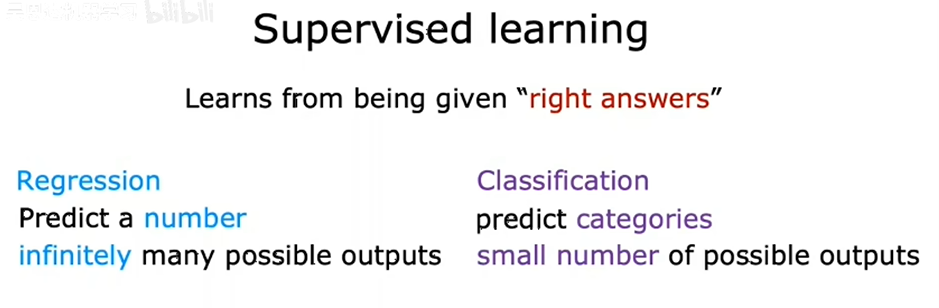 bilibili
Supervised learning
Learns from being given “right answers”
Regression
Predict a number
infinitely many possible outputs
Classification
predict categories
small number of possible outputs